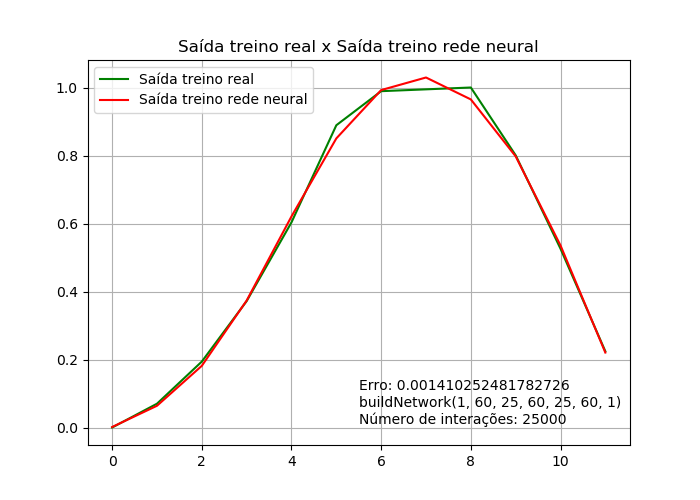 Saída treino real x Saída treino rede neural
Saída treino real
Saída treino rede neural
1.0
0.8
0.6
0.4
0.2
0.0
Erro: 0.001410252481782726
buildNetwork(1, 60, 25, 60, 25, 60, 1)
Número de interações: 25000
0 2 4 6 8 10